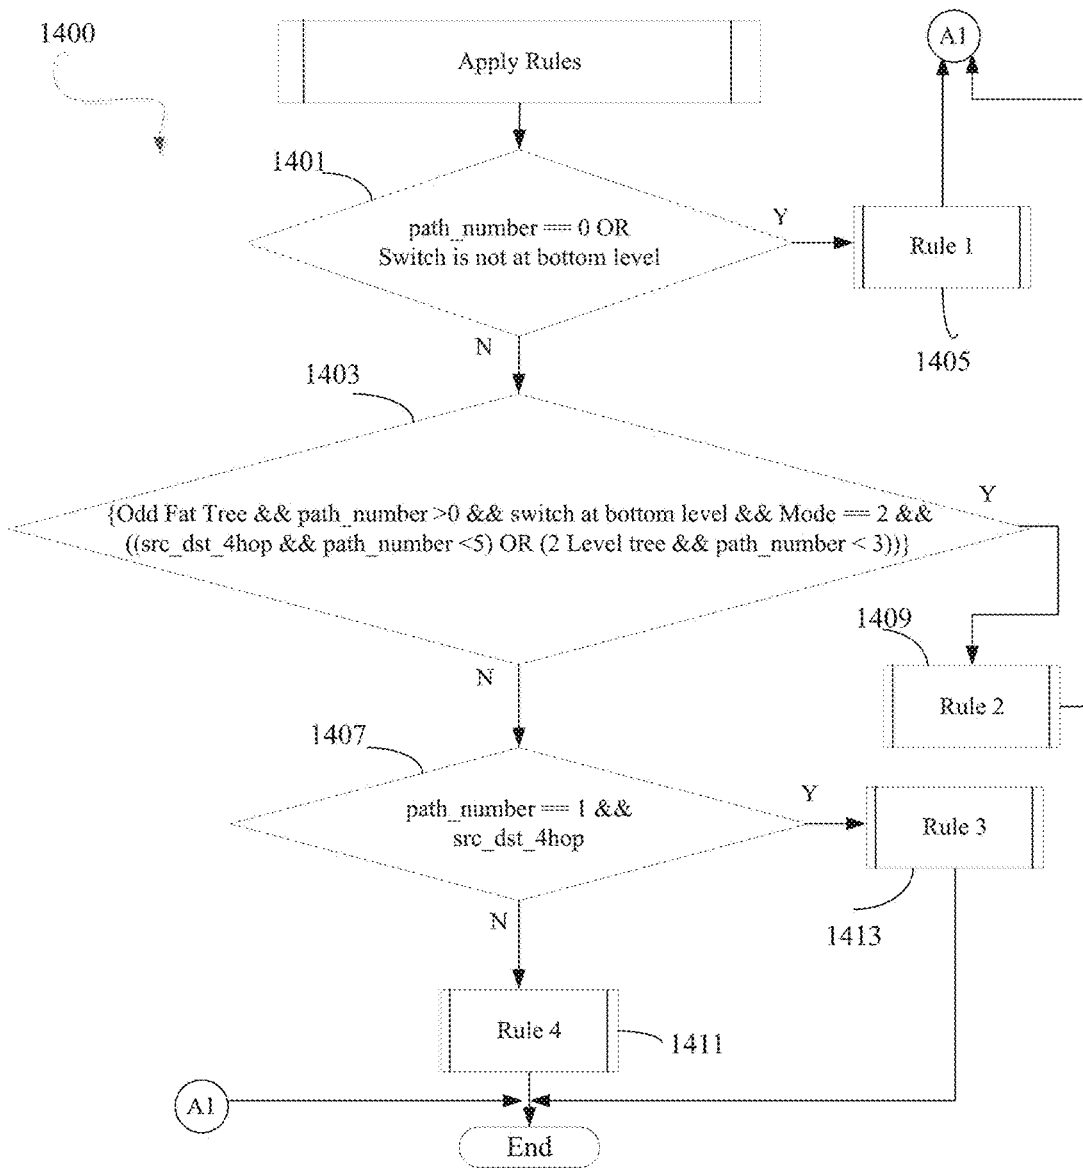 1400
Apply Rules
A1
1401
path_number == 0 OR
Switch is not at bottom level
Y
Rule 1
1405
N
1403
{Odd Fat Tree && path_number >0 && switch at bottom level && Mode == 2 &&
((src_dst_4hop && path_number <5) OR (2 Level tree && path_number < 3))}
Y
1409
Rule 2
N
1407
path_number == 1 &&
src_dst_4hop
Y
Rule 3
1413
N
Rule 4
1411
A1
End